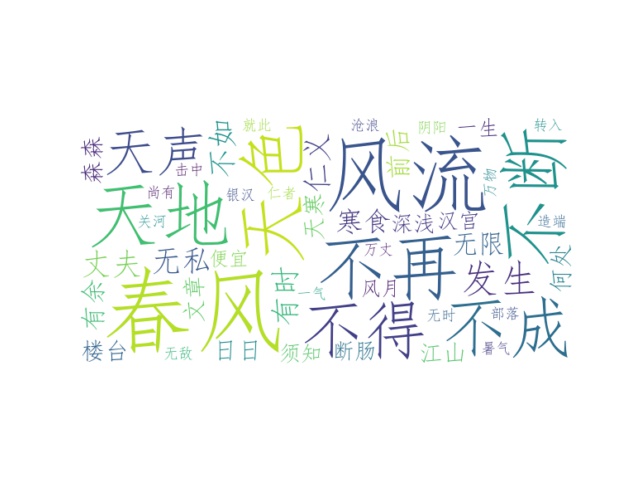 风流
春风
不再
天地
不断
天色
不得
不成
天声
发生
无私
丈夫
不如
仁义
前后
一生
沧浪
阴阳
转入
就此
森森
击中
尚有
银汉
仁者
天寒
寒食
深浅
汉宫
万物
造端
关河
万丈
无限
何处
便宜
有余
文章
有时
一气
风月
无时
部落
楼台
无敌
日日
须知
断肠
江山
暑气